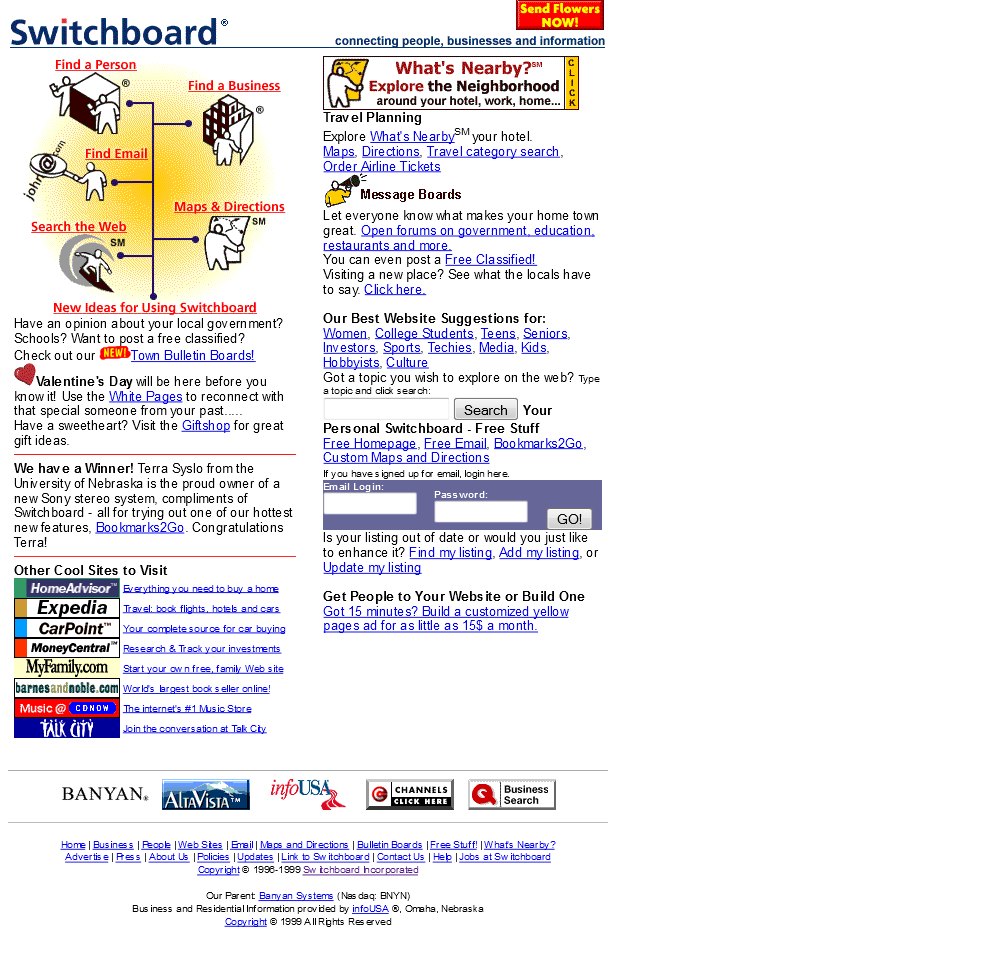 Send Flowers
NOW!
Switchboard®
connecting people, businesses and information
Find a Person
®
Find a Business
®
Find Email
john@.com
Maps & Directions
SM
Search the Web
SM
New Ideas for Using Switchboard
Have an opinion about your local government?
Schools? Want to post a free classified?
Check out our NEW! Town Bulletin Boards!
Valentine's Day will be here before you
know it! Use the White Pages to reconnect with
that special someone from your past.....
Have a sweetheart? Visit the Giftshop for great
gift ideas.
We have a Winner! Terra Syslo from the
University of Nebraska is the proud owner of a
new Sony stereo system, compliments of
Switchboard - all for trying out one of our hottest
new features, Bookmarks2Go. Congratulations
Terra!
Other Cool Sites to Visit
HomeAdvisor™ Everything you need to buy a home
Expedia Travel: book flights, hotels and cars
CarPoint™ Your complete source for car buying
MoneyCentral™ Research & Track your investments
MyFamily.com Start your own free, family Web site
barnesandnoble.com World's largest book seller online!
Music @ CDNOW The internet's #1 Music Store
TALK CITY Join the conversation at Talk City
What's Nearby?SM
Explore the Neighborhood
around your hotel, work, home...
CLICK
Travel Planning
Explore What's NearbySM your hotel.
Maps, Directions, Travel category search,
Order Airline Tickets
Message Boards
Let everyone know what makes your home town
great. Open forums on government, education,
restaurants and more.
You can even post a Free Classified!
Visiting a new place? See what the locals have
to say. Click here.
Our Best Website Suggestions for:
Women, College Students, Teens, Seniors,
Investors, Sports, Techies, Media, Kids,
Hobbyists, Culture
Got a topic you wish to explore on the web? Type
a topic and click search:
Search Your
Personal Switchboard - Free Stuff
Free Homepage, Free Email, Bookmarks2Go,
Custom Maps and Directions
If you have signed up for email, login here.
Email Login:
Password:
GO!
Is your listing out of date or would you just like
to enhance it? Find my listing, Add my listing, or
Update my listing
Get People to Your Website or Build One
Got 15 minutes? Build a customized yellow
pages ad for as little as 15$ a month.
BANYAN® ALTAVISTA™ infoUSA CHANNELS CLICK HERE Business Search
Home | Business | People | Web Sites | Email | Maps and Directions | Bulletin Boards | Free Stuff! | What's Nearby?
Advertise | Press | About Us | Policies | Updates | Link to Switchboard | Contact Us | Help | Jobs at Switchboard
Copyright © 1996-1999 Switchboard Incorporated
Our Parent: Banyan Systems (Nasdaq: BNYN)
Business and Residential Information provided by infoUSA ®, Omaha, Nebraska
Copyright © 1999 All Rights Reserved